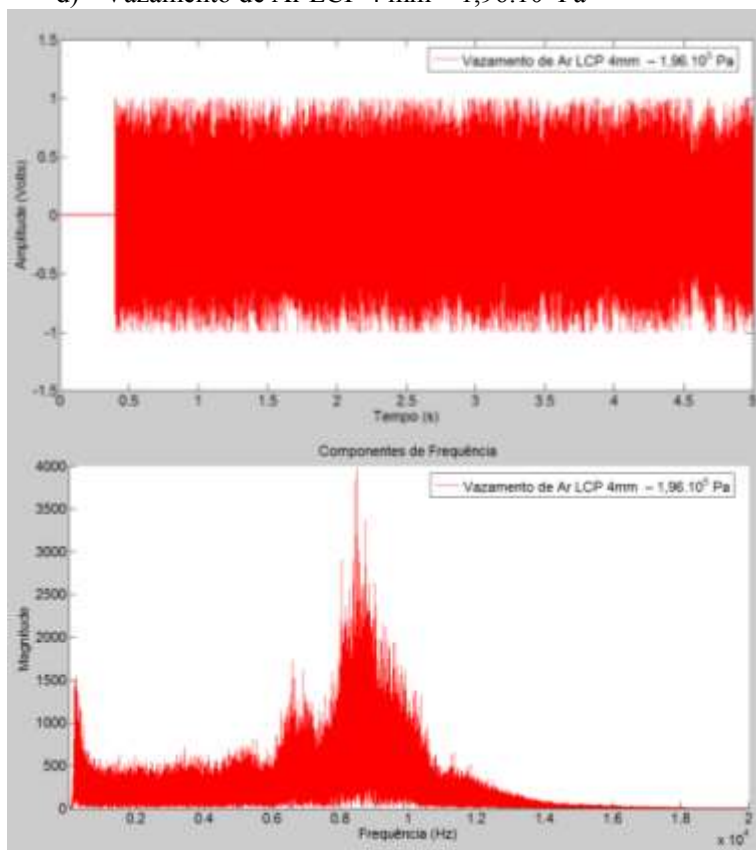 d) Vazamento de Ar LCP 4 mm – 1,96.10⁵ Pa
1.5
Vazamento de Ar LCP 4mm – 1,96.10⁵ Pa
1
0.5
0
-0.5
-1
-1.5
Amplitude (Volts)
0 0.5 1 1.5 2 2.5 3 3.5 4 4.5 5
Tempo (s)
Componentes de Frequência
4000
Vazamento de Ar LCP 4mm – 1,96.10⁵ Pa
3500
3000
2500
2000
1500
1000
500
0
Magnitude
0.2 0.4 0.6 0.8 1 1.2 1.4 1.6 1.8 2
Frequência (Hz)
x 10⁴